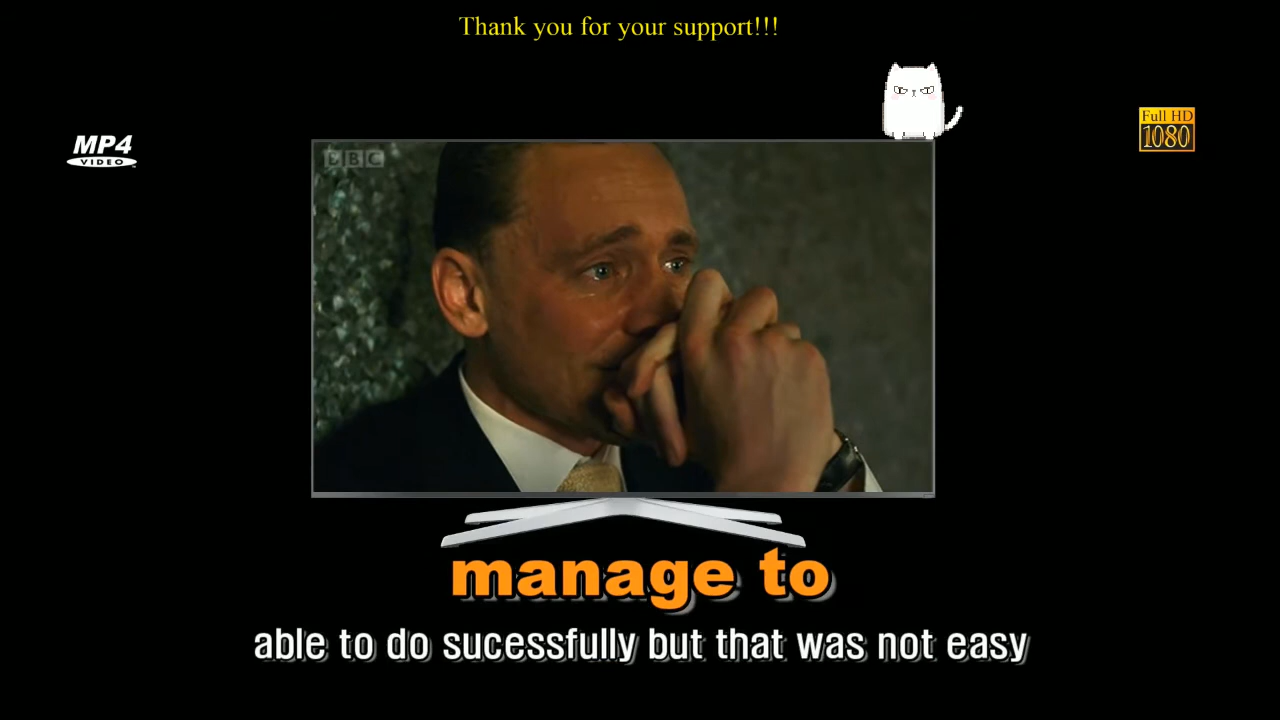 Thank you for your support!!!
MP4
VIDEO
Full HD
1080
BBC
manage to
able to do sucessfully but that was not easy